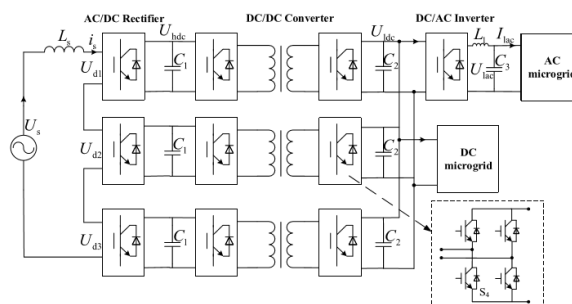 AC/DC Rectifier
DC/DC Converter
DC/AC Inverter
Ls
is
Uhdc
Uldc
L1
Ilac
Ud1
C1
C2
Ulac
C3
AC
microgrid
Us
Ud2
C1
C2
DC
microgrid
Ud3
C1
C2
S4